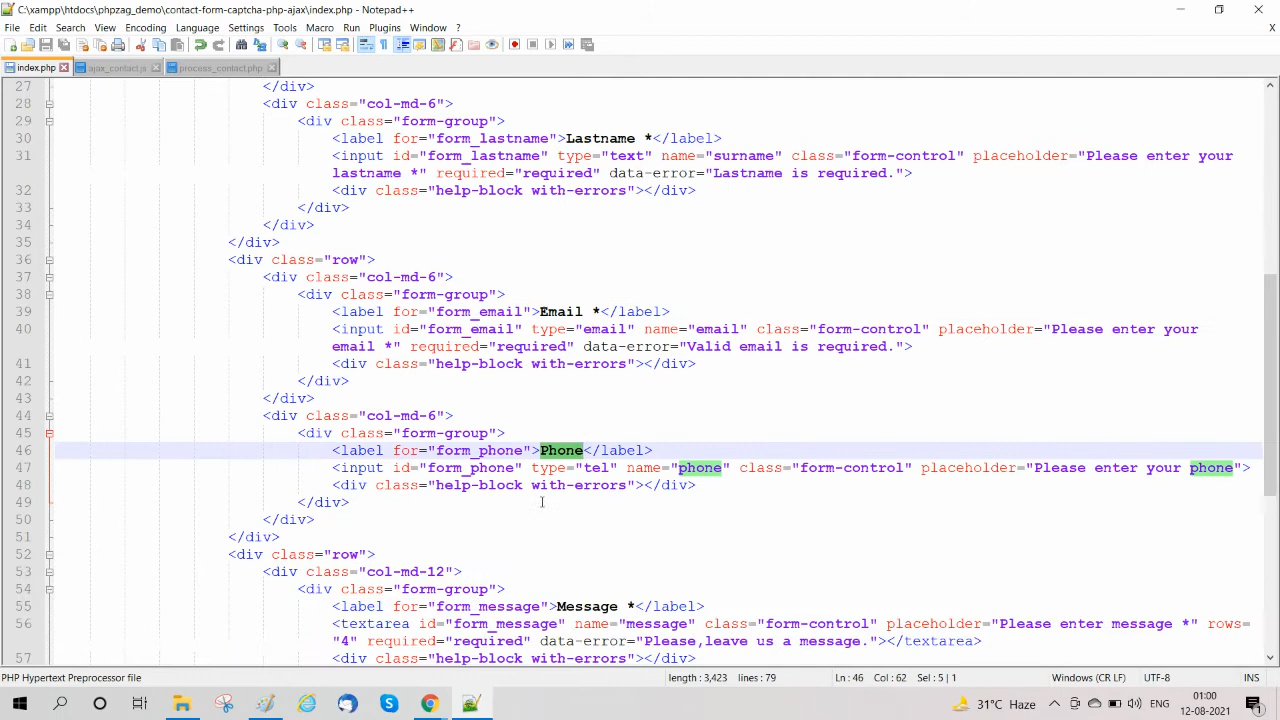 C:\xampp\htdocs\phpzag_demo\contact-form-captcha-php-ajax\index.php - Notepad++
File Edit Search View Encoding Language Settings Tools Macro Run Plugins Window ? X
index.php ajax_contact.js process_contact.php
27 </div>
28 <div class="col-md-6">
29 <div class="form-group">
30 <label for="form_lastname">Lastname *</label>
31 <input id="form_lastname" type="text" name="surname" class="form-control" placeholder="Please enter your
lastname *" required="required" data-error="Lastname is required.">
32 <div class="help-block with-errors"></div>
33 </div>
34 </div>
35 </div>
36 <div class="row">
37 <div class="col-md-6">
38 <div class="form-group">
39 <label for="form_email">Email *</label>
40 <input id="form_email" type="email" name="email" class="form-control" placeholder="Please enter your
email *" required="required" data-error="Valid email is required.">
41 <div class="help-block with-errors"></div>
42 </div>
43 </div>
44 <div class="col-md-6">
45 <div class="form-group">
46 <label for="form_phone">Phone</label>
47 <input id="form_phone" type="tel" name="phone" class="form-control" placeholder="Please enter your phone">
48 <div class="help-block with-errors"></div>
49 </div>
50 </div>
51 </div>
52 <div class="row">
53 <div class="col-md-12">
54 <div class="form-group">
55 <label for="form_message">Message *</label>
56 <textarea id="form_message" name="message" class="form-control" placeholder="Please enter message *" rows=
"4" required="required" data-error="Please,leave us a message."></textarea>
57 <div class="help-block with-errors"></div>
PHP Hypertext Preprocessor file length : 3,423 lines : 79 Ln : 46 Col : 62 Sel : 5 | 1 Windows (CR LF) UTF-8 INS
31°C Haze ENG 01:00
12-08-2021 1